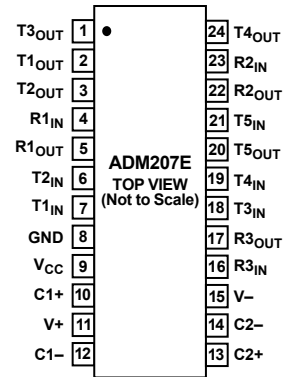 T3OUT 1 24 T4OUT
T1OUT 2 23 R2IN
T2OUT 3 22 R2OUT
R1IN 4 21 T5IN
R1OUT 5 20 T5OUT
ADM207E
T2IN 6 TOP VIEW 19 T4IN
T1IN 7 (Not to Scale) 18 T3IN
GND 8 17 R3OUT
VCC 9 16 R3IN
C1+ 10 15 V–
V+ 11 14 C2–
C1– 12 13 C2+